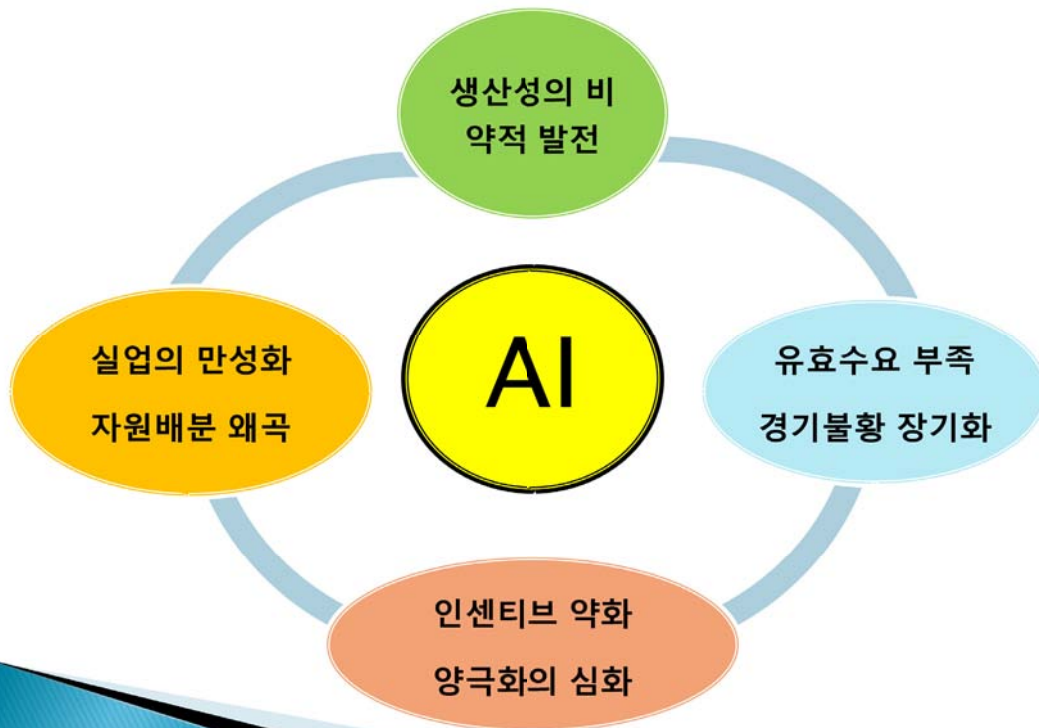 생산성의 비
약적 발전
실업의 만성화
자원배분 왜곡
AI
유효수요 부족
경기불황 장기화
인센티브 약화
양극화의 심화